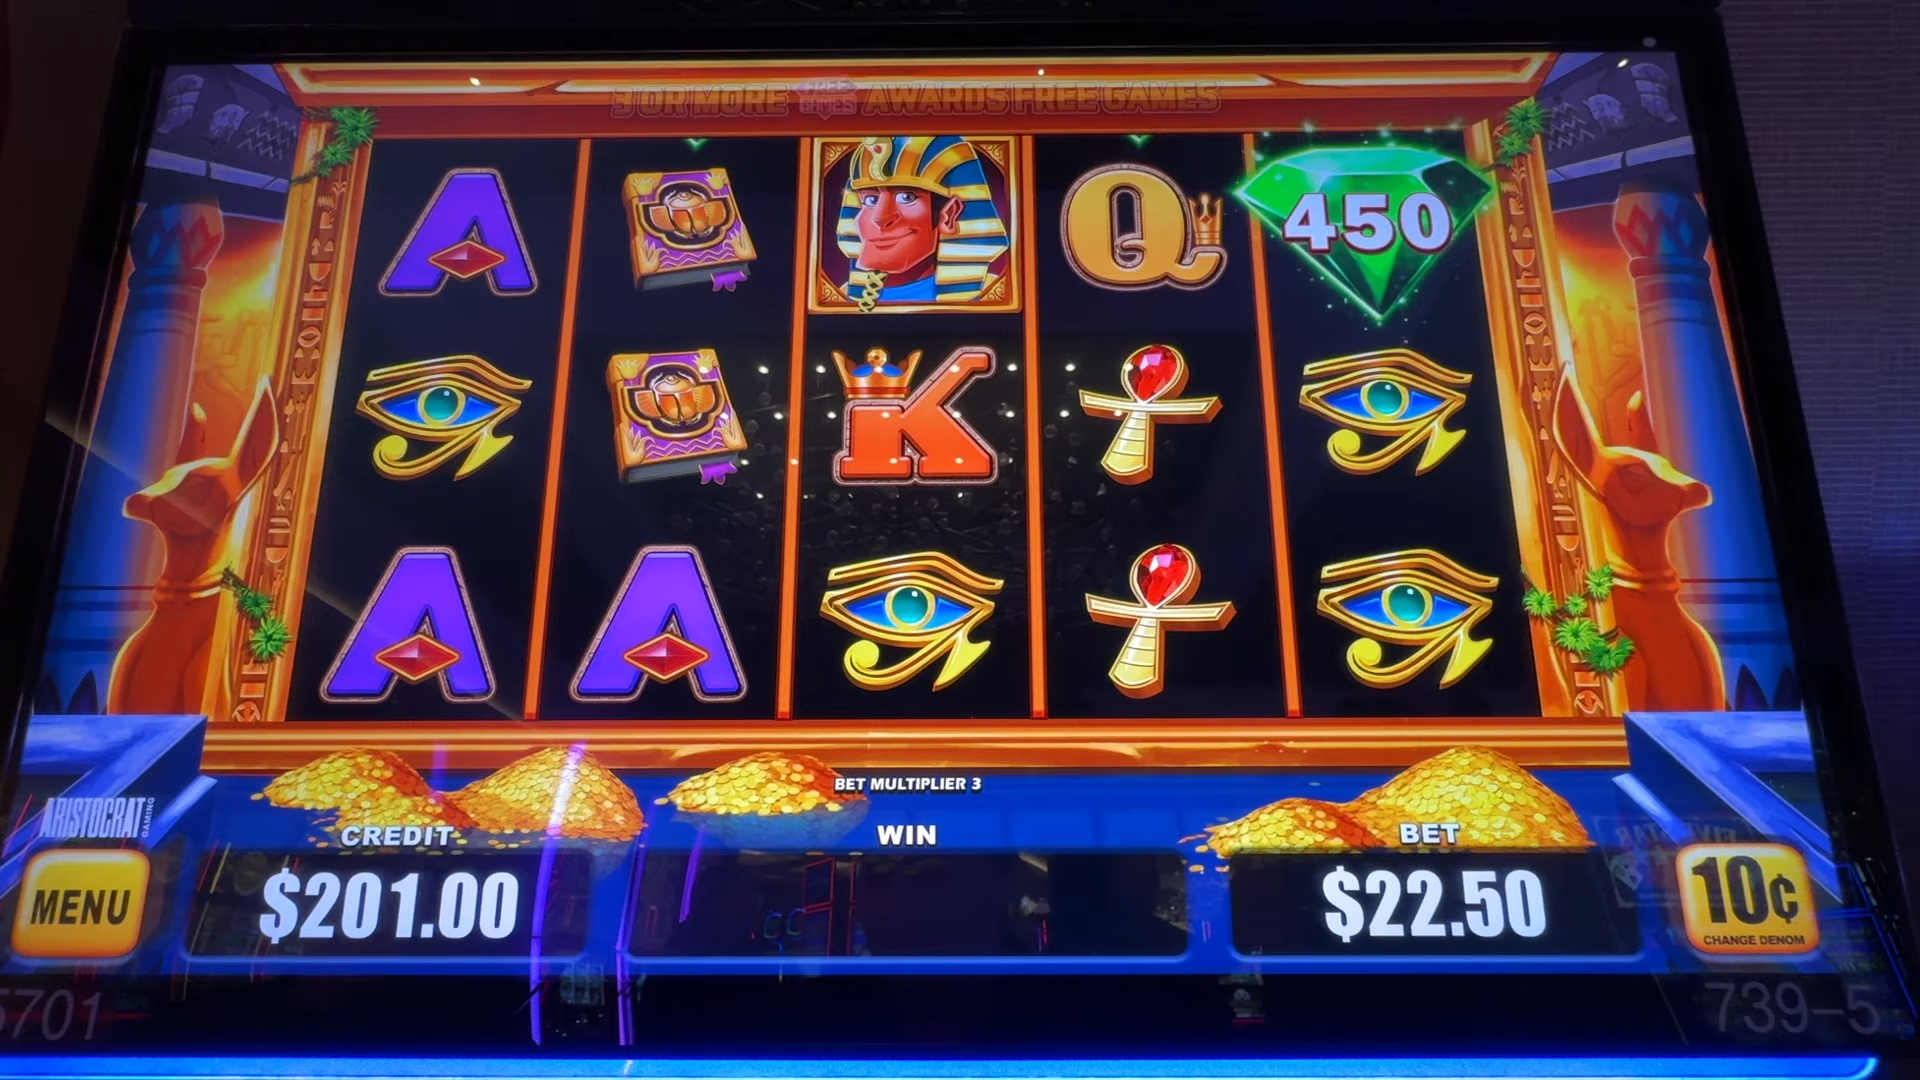 3 OR MORE FREE GAMES AWARDS FREE GAMES
A
Q
450
K
A
A
BET MULTIPLIER 3
ARISTOCRAT GAMING
CREDIT
WIN
BET
MENU
$201.00
$22.50
10¢
CHANGE DENOM
5701
739-5